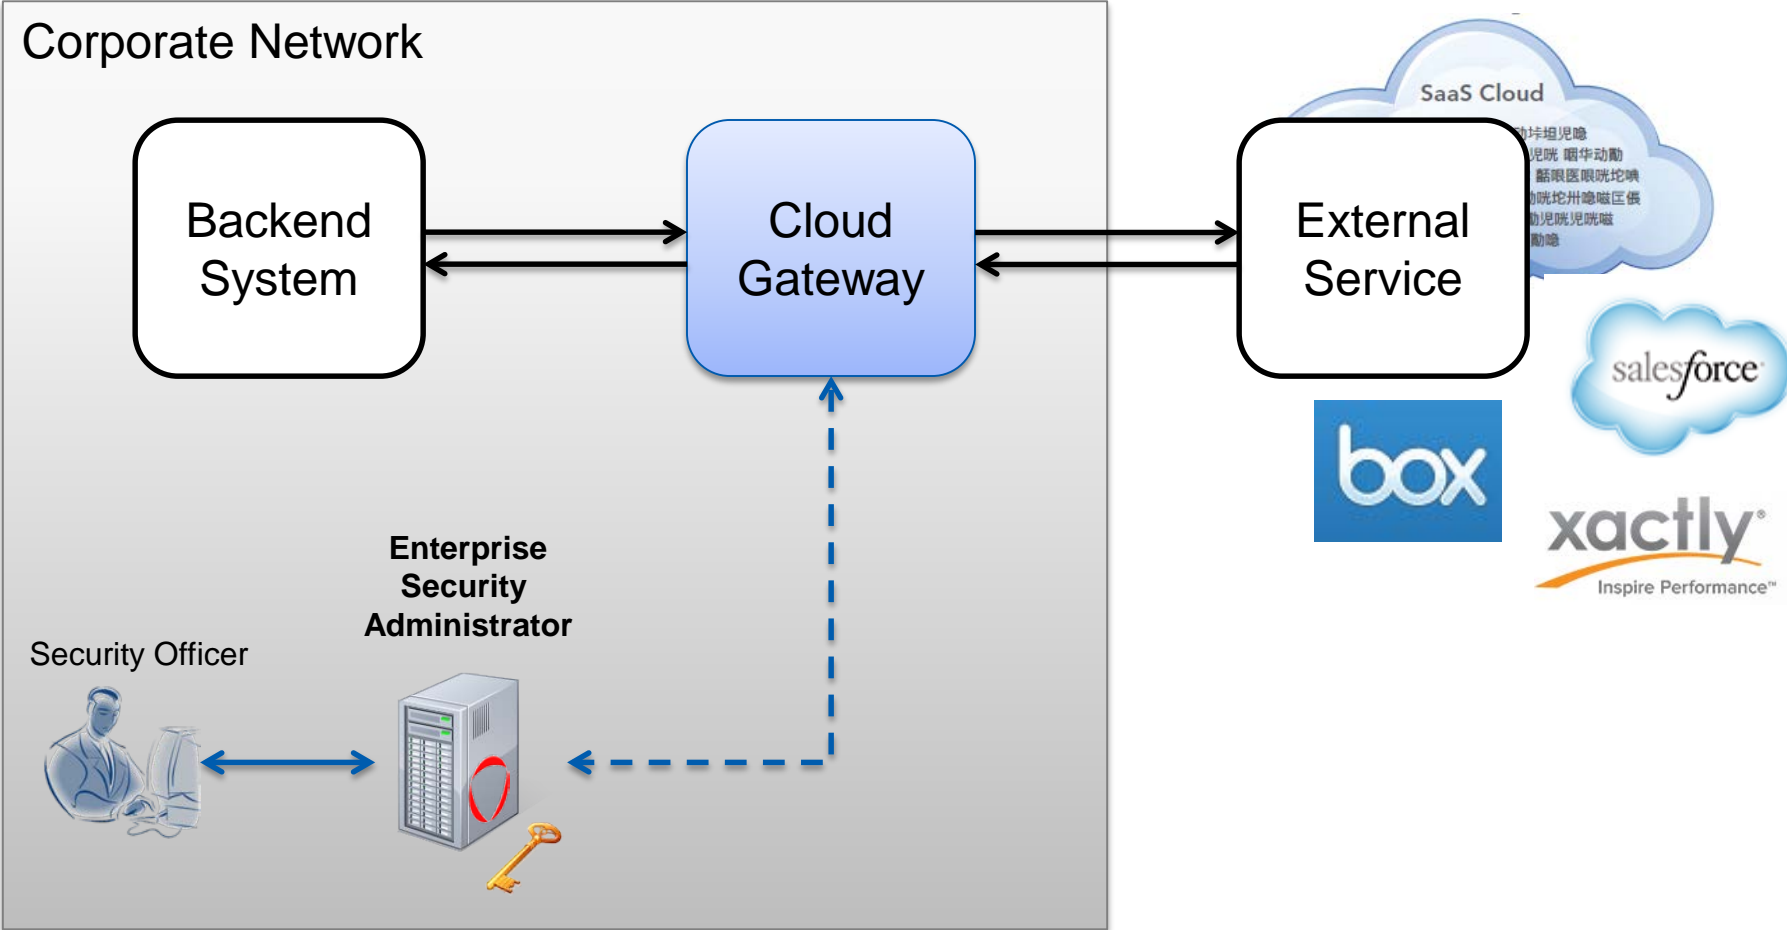 Corporate Network
SaaS Cloud
Backend
System
Cloud
Gateway
External
Service
salesforce
box
xactly®
Inspire Performance™
Enterprise
Security
Administrator
Security Officer